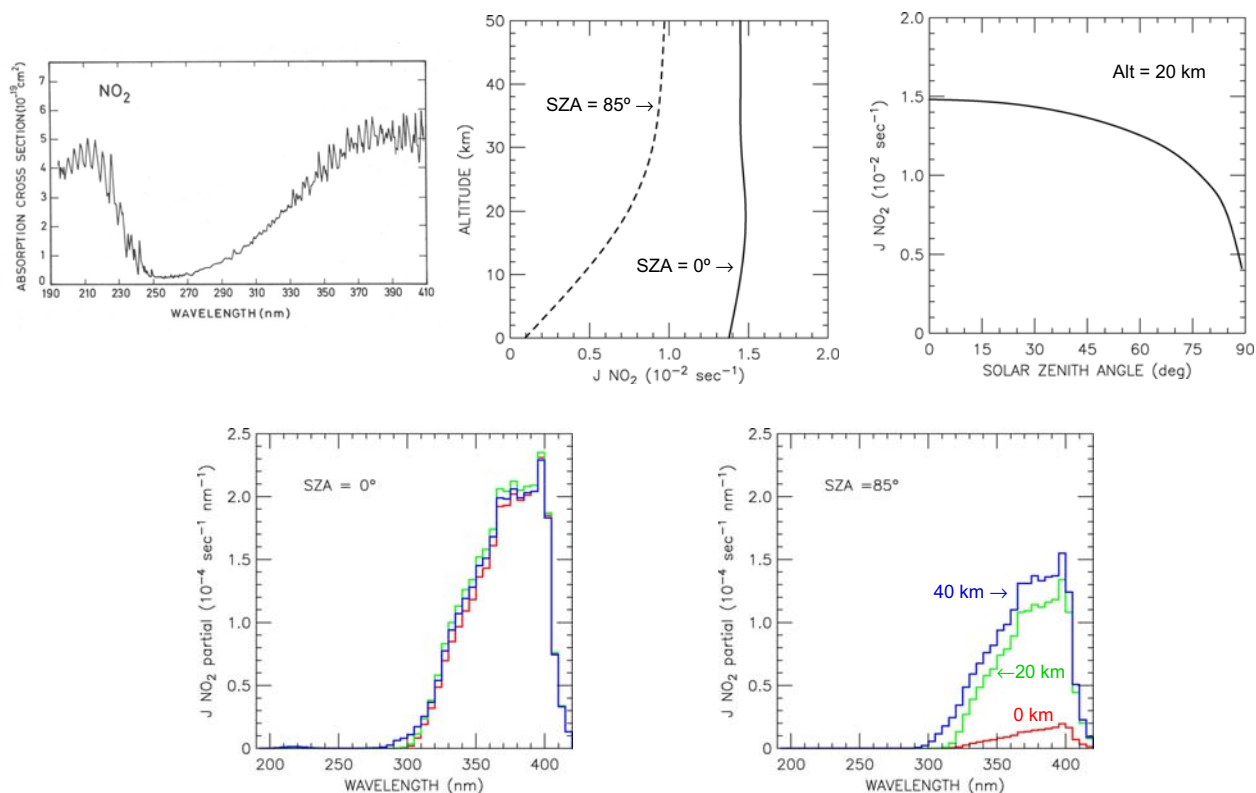 NO₂
ABSORPTION CROSS SECTION (10⁻¹⁹cm²)
7
6
5
4
3
2
1
0
190 210 230 250 270 290 310 330 350 370 390 410
WAVELENGTH (nm)
ALTITUDE (km)
50
40
30
20
10
0
SZA = 85º →
SZA = 0º →
0 0.5 1.0 1.5 2.0
J NO₂ (10⁻² sec⁻¹)
J NO₂ (10⁻² sec⁻¹)
2.0
1.5
1.0
0.5
0
Alt = 20 km
0 15 30 45 60 75 90
SOLAR ZENITH ANGLE (deg)
J NO₂ partial (10⁻⁴ sec⁻¹ nm⁻¹)
2.5
2.0
1.5
1.0
0.5
0
SZA = 0º
200 250 300 350 400
WAVELENGTH (nm)
J NO₂ partial (10⁻⁴ sec⁻¹ nm⁻¹)
2.5
2.0
1.5
1.0
0.5
0
SZA =85º
40 km →
←20 km
0 km
200 250 300 350 400
WAVELENGTH (nm)